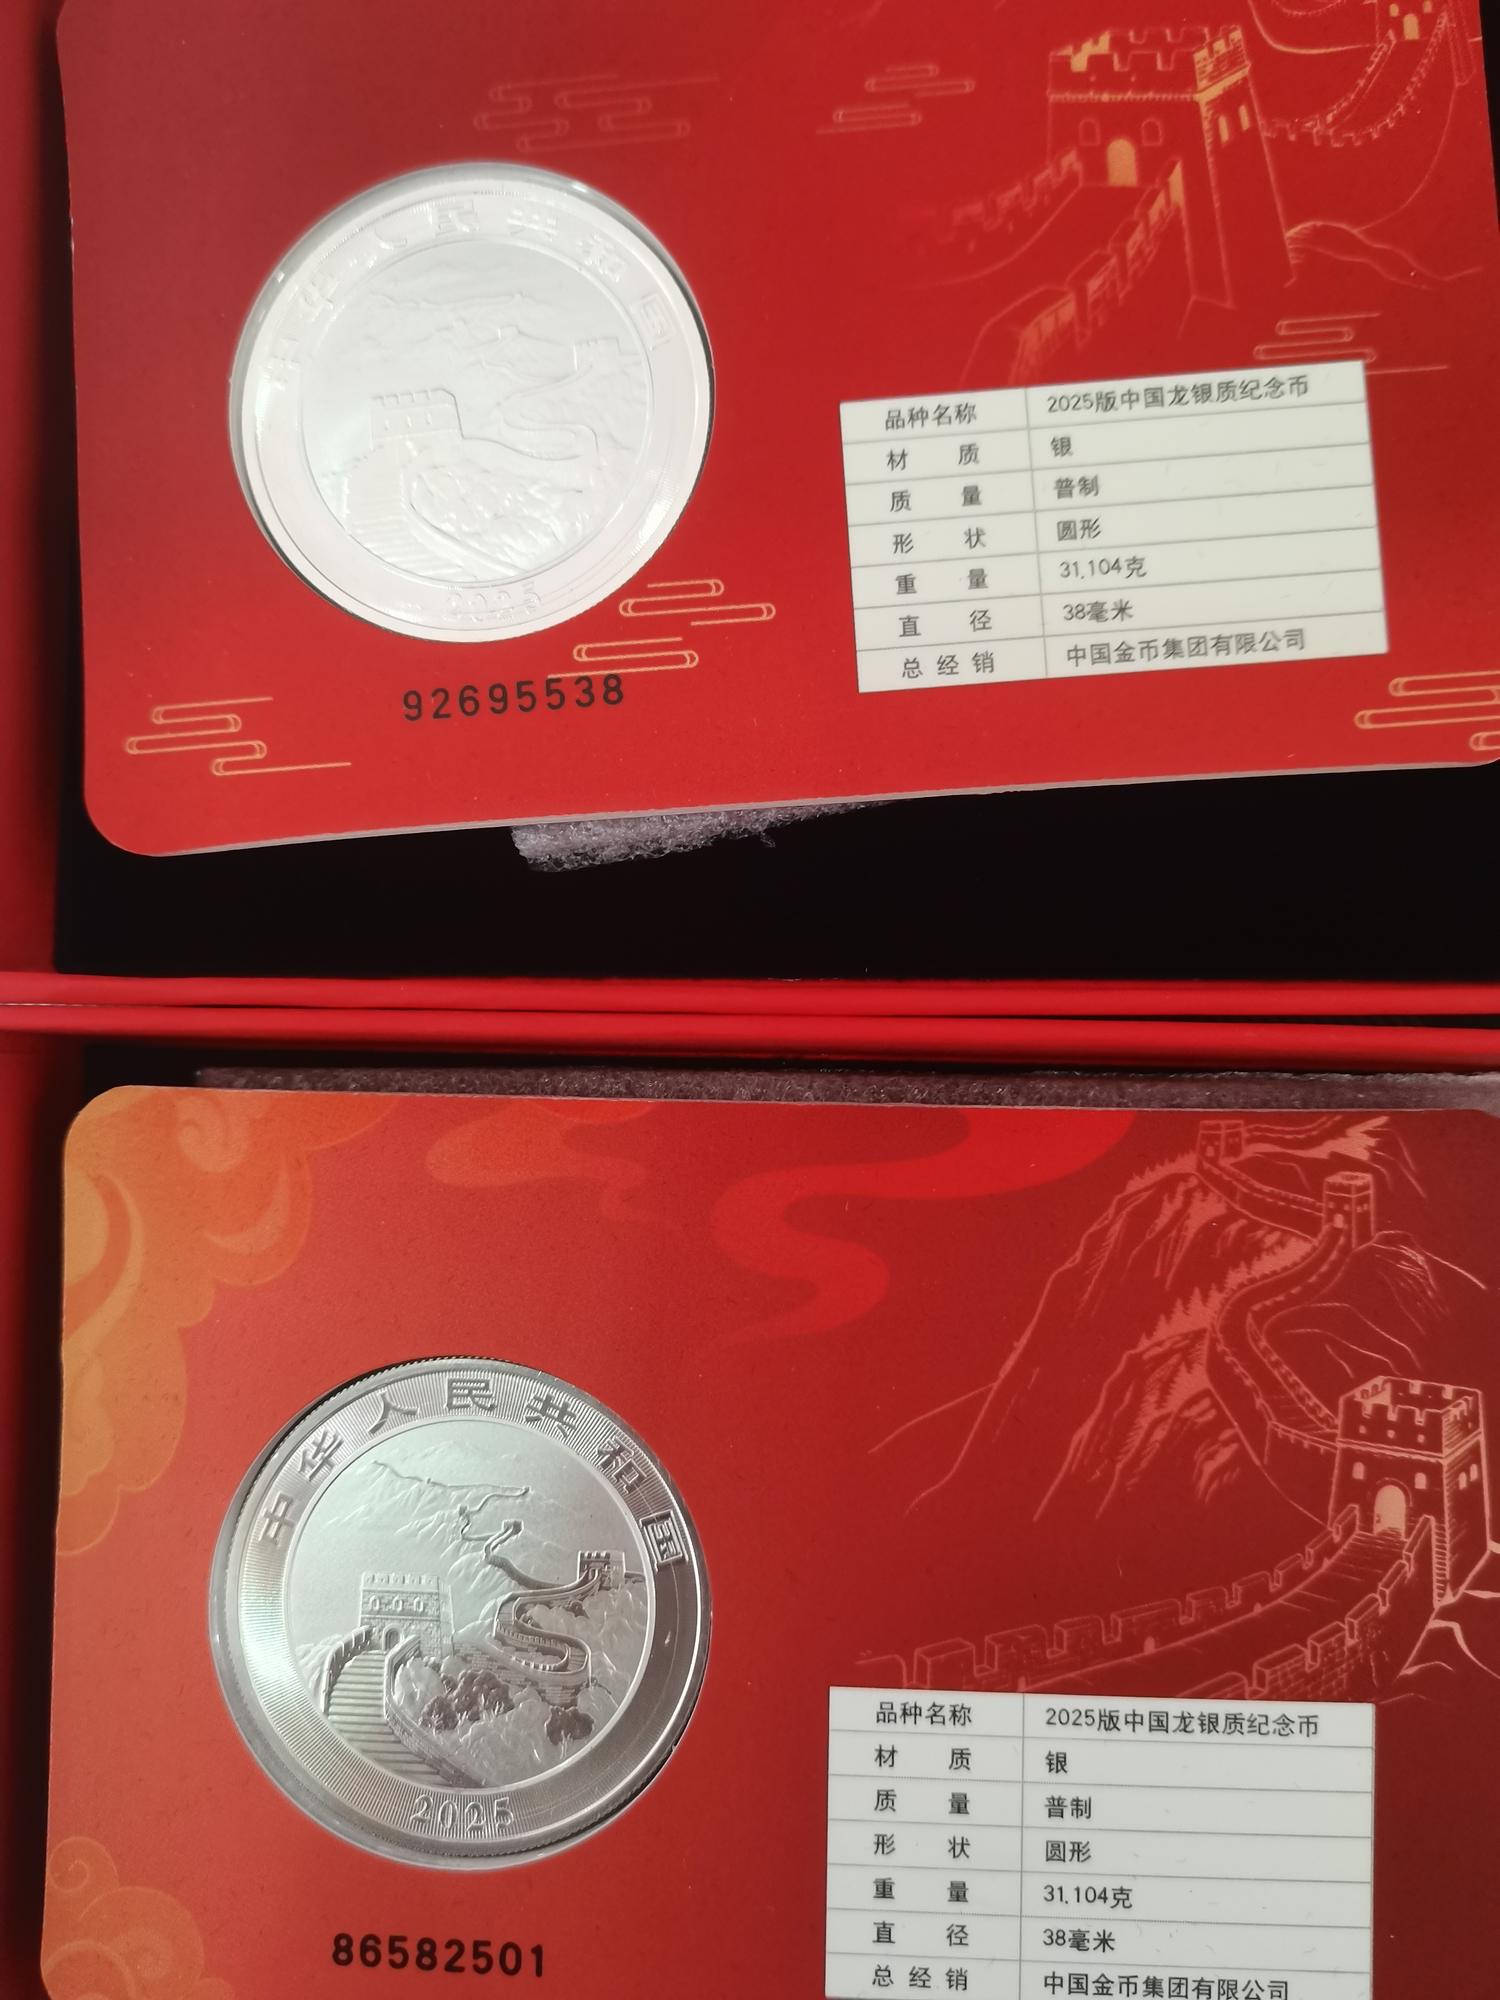 中华人民共和国
2025
92695538
品种名称 2025版中国龙银质纪念币
材 质 银
质 量 普制
形 状 圆形
重 量 31.104克
直 径 38毫米
总经销 中国金币集团有限公司
中华人民共和国
2025
86582501
品种名称 2025版中国龙银质纪念币
材 质 银
质 量 普制
形 状 圆形
重 量 31.104克
直 径 38毫米
总经销 中国金币集团有限公司